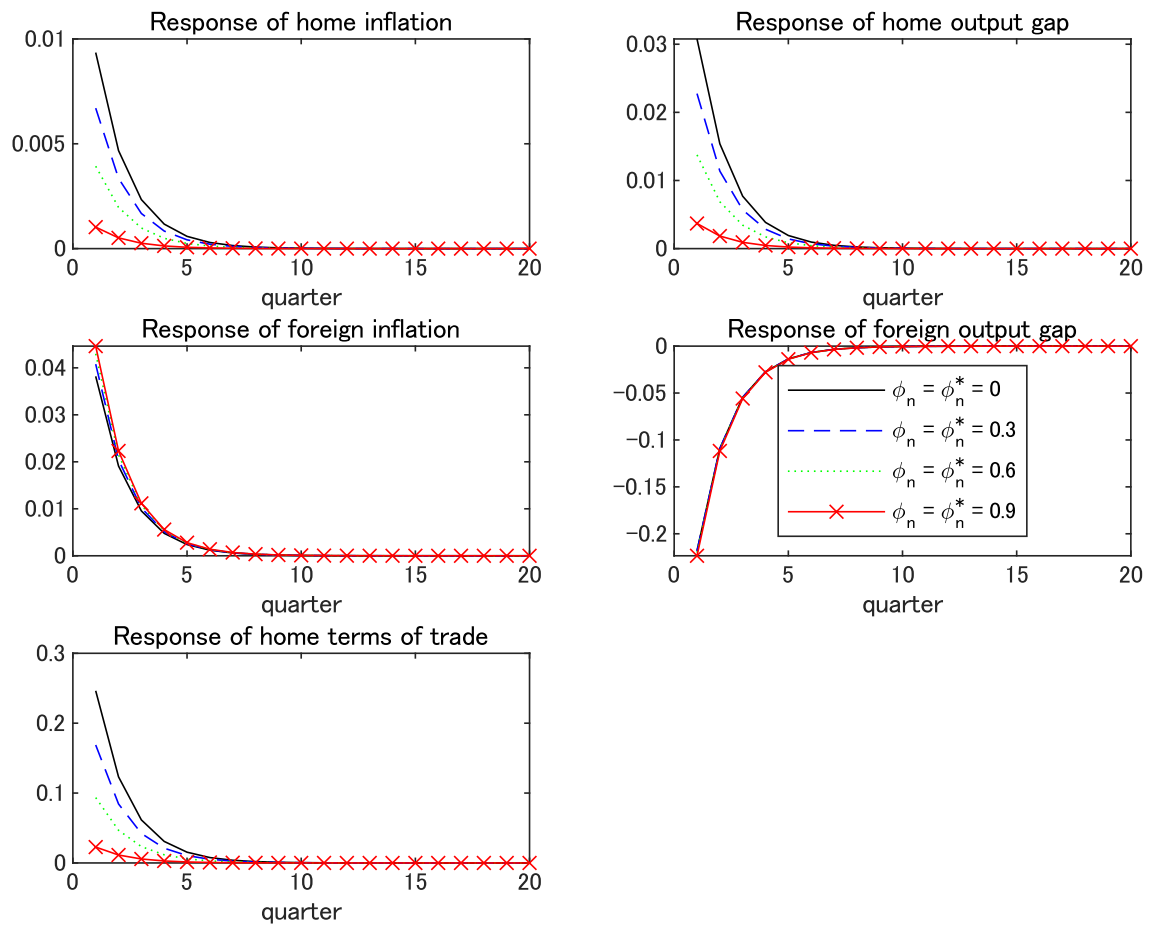 Response of home inflation
0.01
0.005
0
0 5 10 15 20
quarter
Response of home output gap
0.03
0.02
0.01
0
0 5 10 15 20
quarter
Response of foreign inflation
0.04
0.03
0.02
0.01
0
0 5 10 15 20
quarter
Response of foreign output gap
0
−0.05
−0.1
−0.15
−0.2
0 5 10 15 20
quarter
ϕn = ϕn* = 0
ϕn = ϕn* = 0.3
ϕn = ϕn* = 0.6
ϕn = ϕn* = 0.9
Response of home terms of trade
0.3
0.2
0.1
0
0 5 10 15 20
quarter